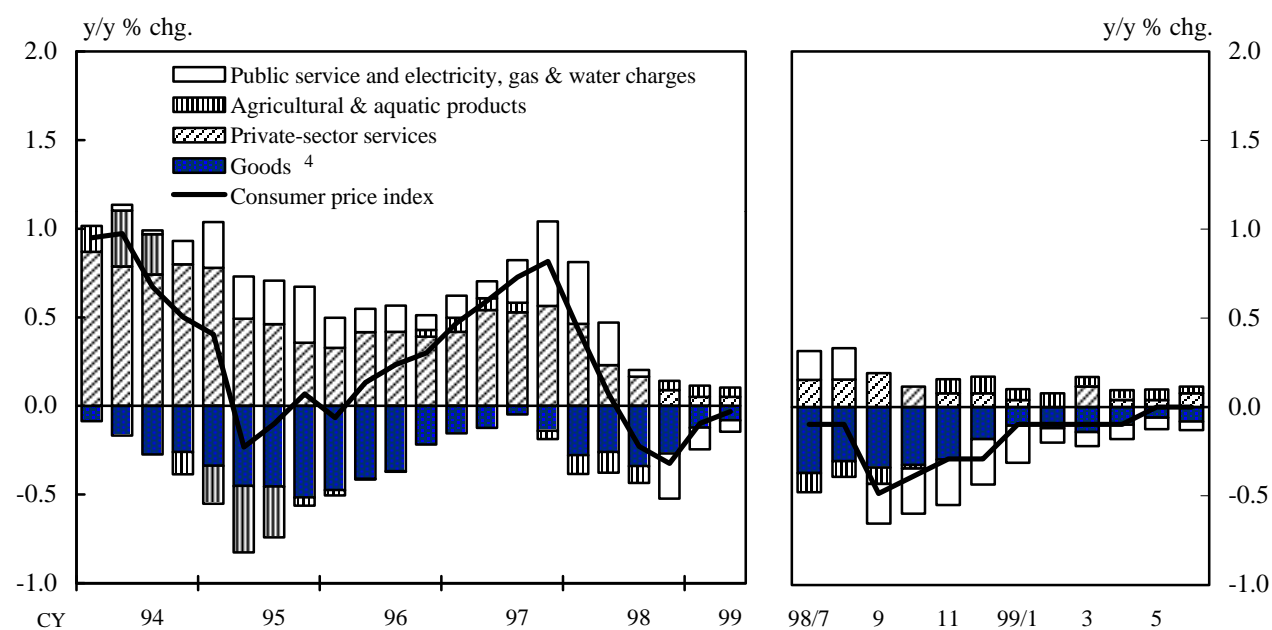 y/y % chg.
y/y % chg.
2.0
1.5
1.0
0.5
0.0
-0.5
-1.0
Public service and electricity, gas & water charges
Agricultural & aquatic products
Private-sector services
Goods 4
Consumer price index
2.0
1.5
1.0
0.5
0.0
-0.5
-1.0
CY 94 95 96 97 98 99
98/7 9 11 99/1 3 5